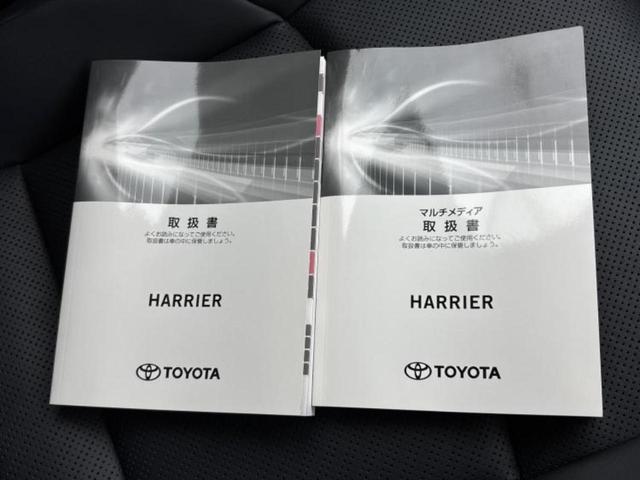 取扱書
よくお読みになってご使用ください。
取扱書は車の中に保管しましょう。
HARRIER
TOYOTA
マルチメディア
取扱書
よくお読みになってご使用ください。
取扱書は車の中に保管しましょう。
HARRIER
TOYOTA